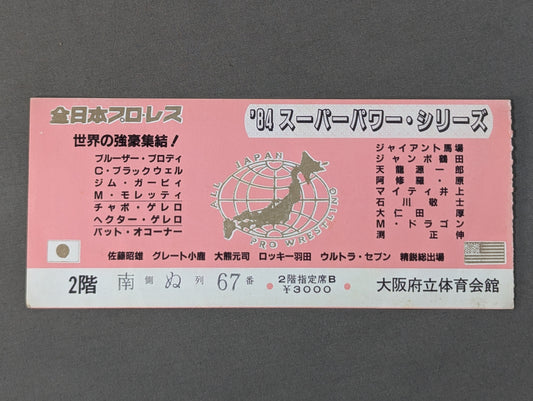 全日本プロ・レス
'84 スーパーパワー・シリーズ
世界の強豪集結!
ブルーザー・ブロディ
C・ブラックウェル
ジム・ガービィ
M・モレッティ
チャボ・ゲレロ
ヘクター・ゲレロ
パット・オコーナー
ALL JAPAN
PRO WRESTLING
ジャイアント馬場
ジャンボ鶴田
天龍源一郎
阿修羅・原
マイティ井上
石川敬士
大仁田厚
M・ドラゴン
渕正伸
佐藤昭雄 グレート小鹿 大熊元司 ロッキー羽田 ウルトラ・セブン 精鋭総出場
2階 南側 ぬ列 67番
2階指定席B
¥3000
大阪府立体育会館